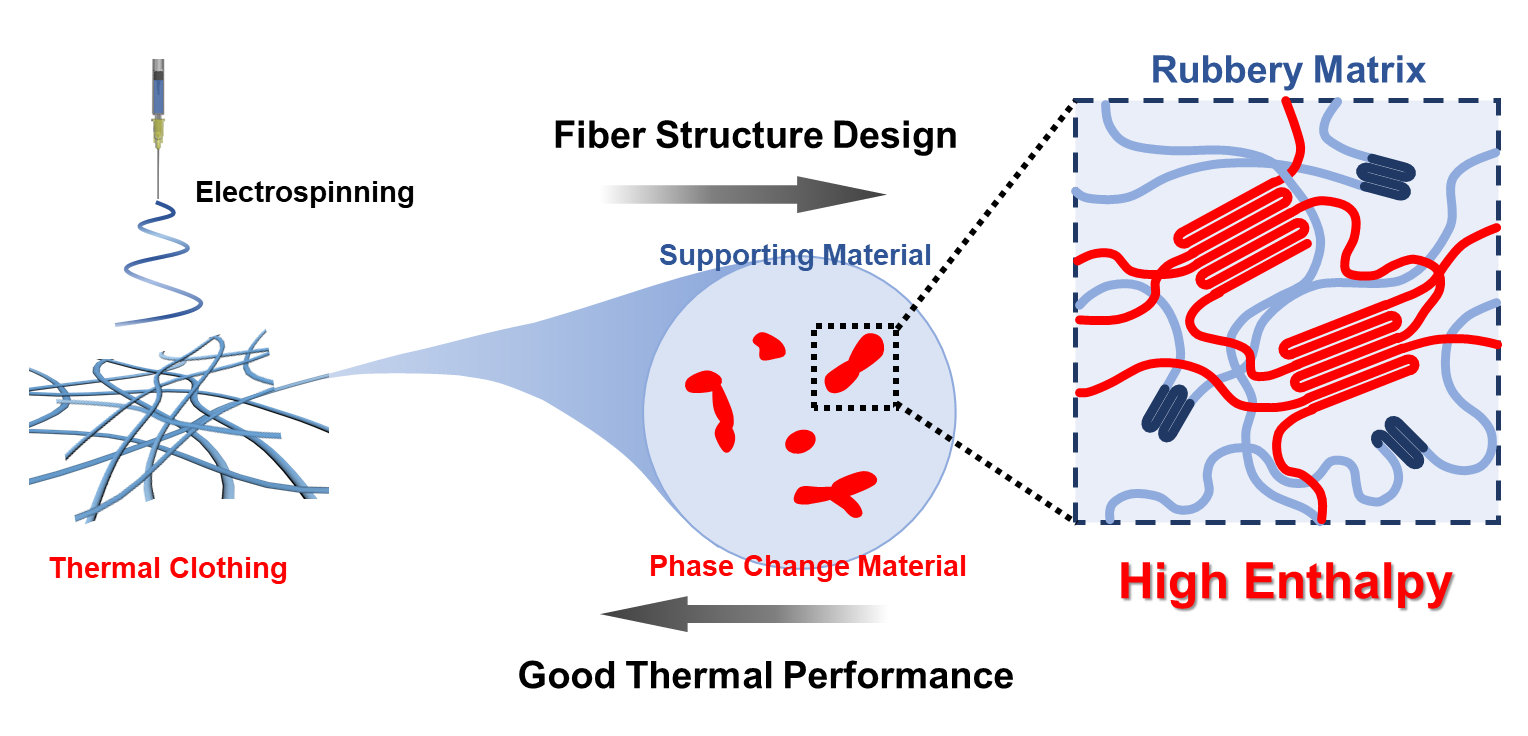 Electrospinning
Thermal Clothing
Fiber Structure Design
Supporting Material
Phase Change Material
Good Thermal Performance
Rubbery Matrix
High Enthalpy